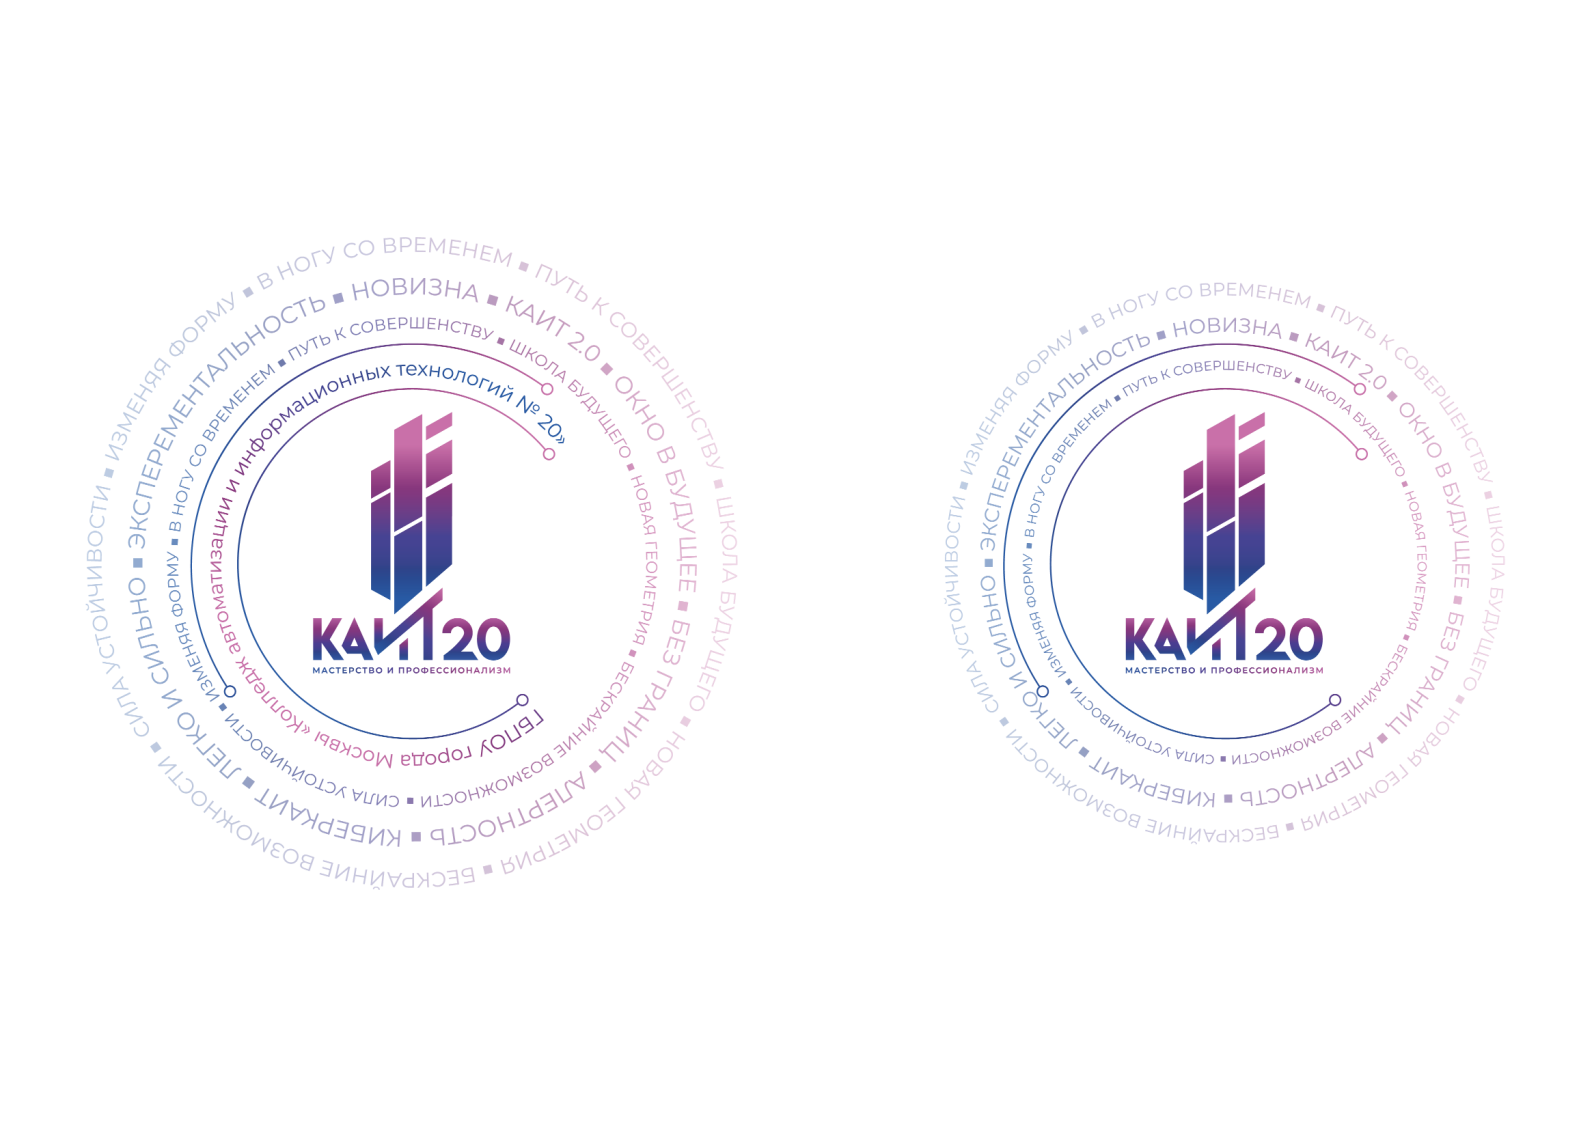 В НОГУ СО ВРЕМЕНЕМ ▪ ПУТЬ К СОВЕРШЕНСТВУ ▪ ШКОЛА БУДУЩЕГО ▪ НОВАЯ ГЕОМЕТРИЯ ▪ БЕСКРАЙНИЕ ВОЗМОЖНОСТИ ▪ СИЛА УСТОЙЧИВОСТИ ▪ ИЗМЕНЯЯ ФОРМУ ▪
НОВИЗНА ▪ КАИТ 2.0 ▪ ОКНО В БУДУЩЕЕ ▪ БЕЗ ГРАНИЦ ▪ АЛЕРТНОСТЬ ▪ КИБЕРКАИТ ▪ ЛЕГКО И СИЛЬНО ▪ ЭКСПЕРЕМЕНТАЛЬНОСТЬ ▪
В НОГУ СО ВРЕМЕНЕМ ▪ ПУТЬ К СОВЕРШЕНСТВУ ▪ ШКОЛА БУДУЩЕГО ▪ НОВАЯ ГЕОМЕТРИЯ ▪ БЕСКРАЙНИЕ ВОЗМОЖНОСТИ ▪ СИЛА УСТОЙЧИВОСТИ ▪ ИЗМЕНЯЯ ФОРМУ ▪
ГБПОУ города Москвы «Колледж автоматизации и информационных технологий № 20»
КАИТ20
МАСТЕРСТВО И ПРОФЕССИОНАЛИЗМ
В НОГУ СО ВРЕМЕНЕМ ▪ ПУТЬ К СОВЕРШЕНСТВУ ▪ ШКОЛА БУДУЩЕГО ▪ НОВАЯ ГЕОМЕТРИЯ ▪ БЕСКРАЙНИЕ ВОЗМОЖНОСТИ ▪ СИЛА УСТОЙЧИВОСТИ ▪ ИЗМЕНЯЯ ФОРМУ ▪
НОВИЗНА ▪ КАИТ 2.0 ▪ ОКНО В БУДУЩЕЕ ▪ БЕЗ ГРАНИЦ ▪ АЛЕРТНОСТЬ ▪ КИБЕРКАИТ ▪ ЛЕГКО И СИЛЬНО ▪ ЭКСПЕРЕМЕНТАЛЬНОСТЬ ▪
В НОГУ СО ВРЕМЕНЕМ ▪ ПУТЬ К СОВЕРШЕНСТВУ ▪ ШКОЛА БУДУЩЕГО ▪ НОВАЯ ГЕОМЕТРИЯ ▪ БЕСКРАЙНИЕ ВОЗМОЖНОСТИ ▪ СИЛА УСТОЙЧИВОСТИ ▪ ИЗМЕНЯЯ ФОРМУ ▪
КАИТ20
МАСТЕРСТВО И ПРОФЕССИОНАЛИЗМ